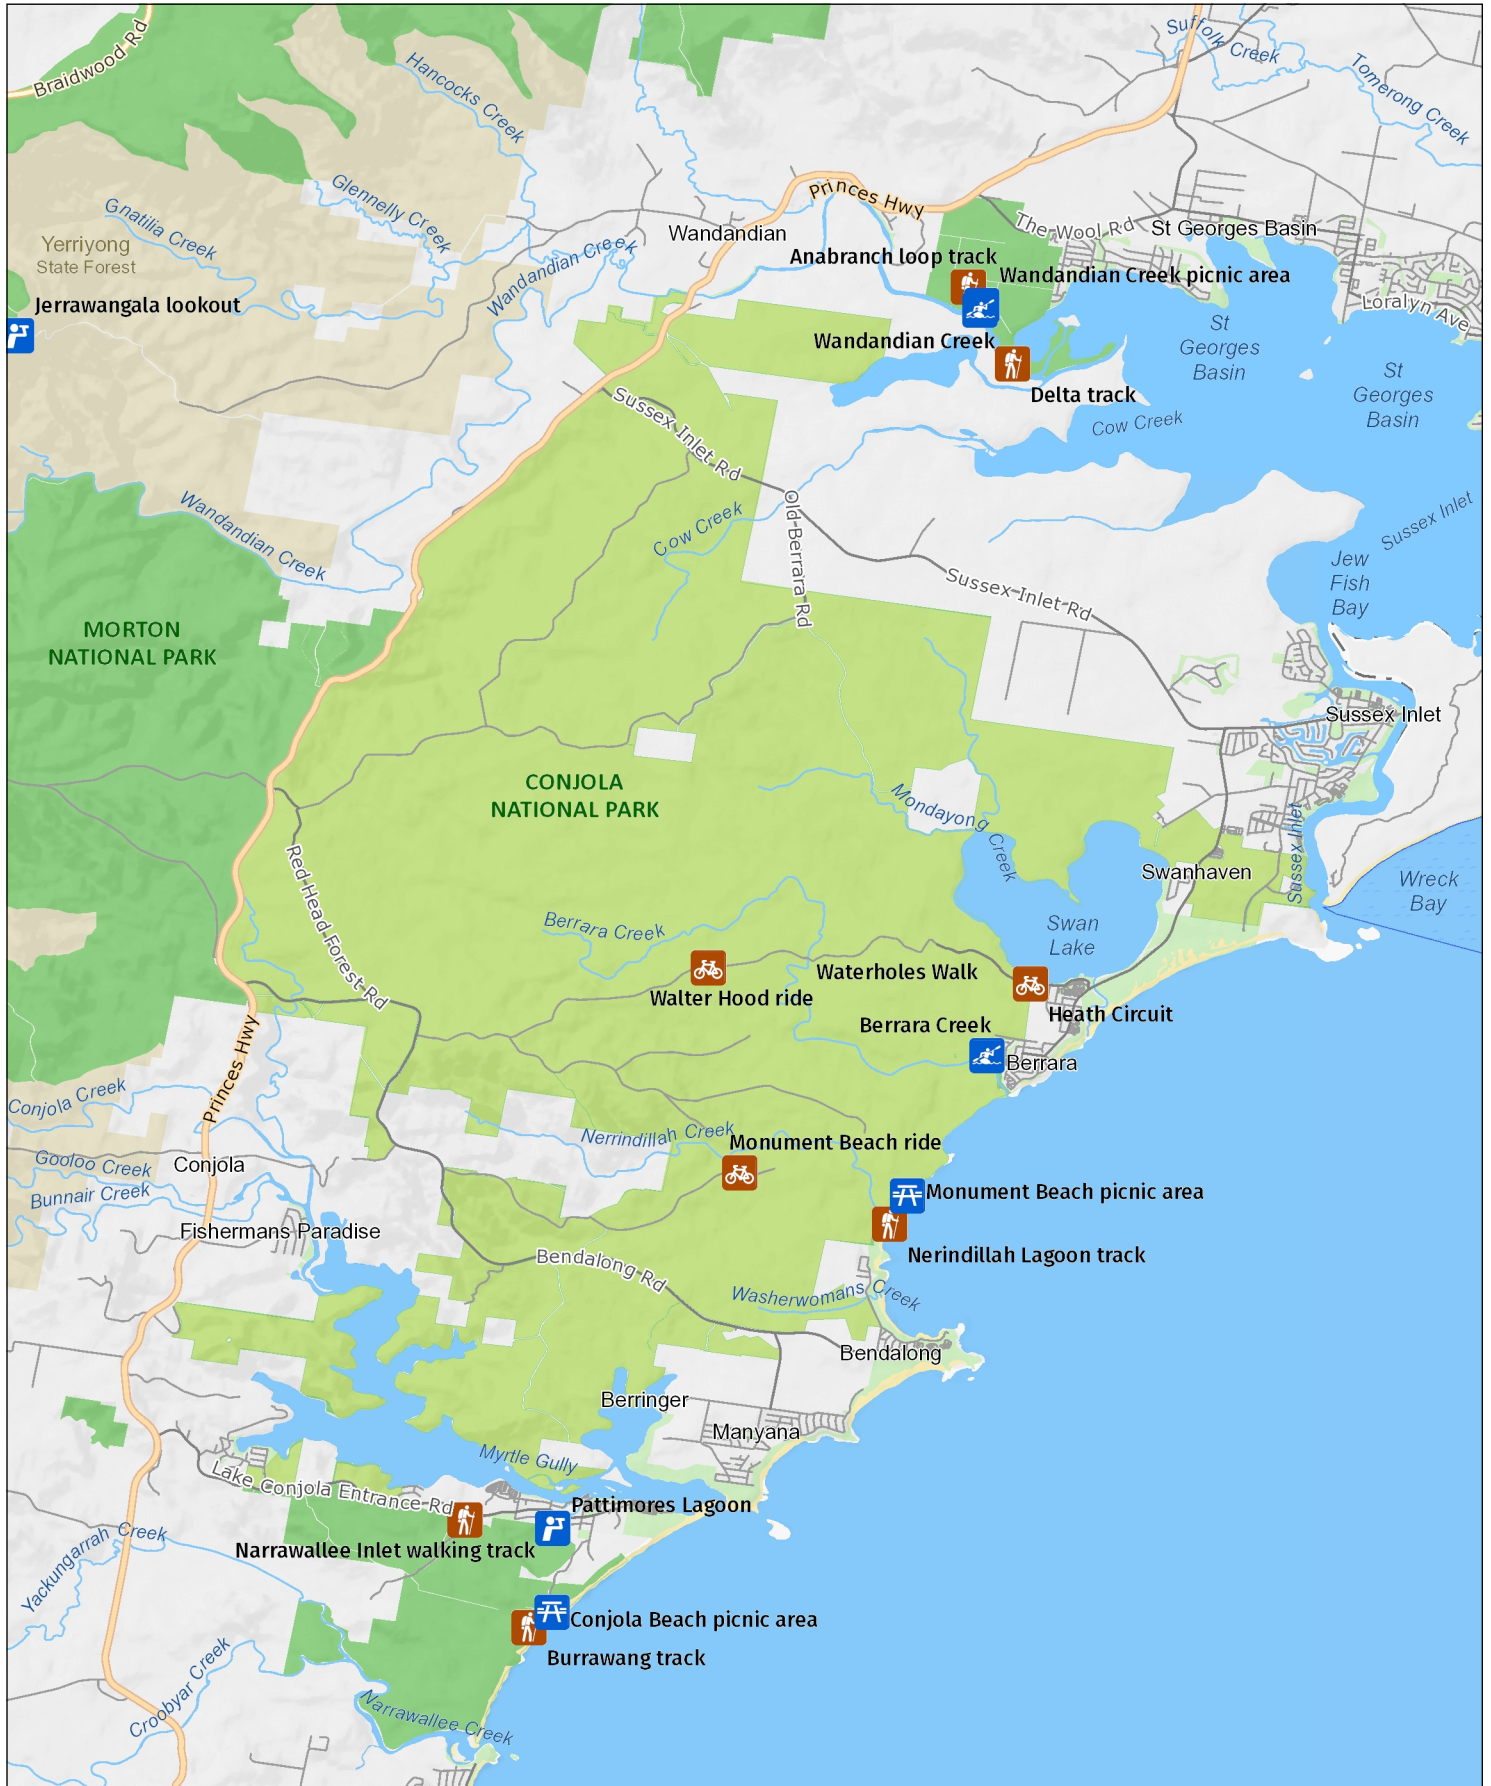 Braidwood Rd
Suffolk Creek
Tomerong Creek
Hancocks Creek
Glennelly Creek
Gnatilia Creek
Yerriyong
State Forest
Jerrawangala lookout
Wandandian Creek
Wandandian
Princes Hwy
The Wool Rd
St Georges Basin
Anabranch loop track
Wandandian Creek picnic area
Loralyn Ave
Wandandian Creek
St
Georges
Basin
St
Georges
Basin
Delta track
Cow Creek
Sussex Inlet Rd
Old Berrara Rd
Cow Creek
Sussex Inlet
Wandandian Creek
Jew
Fish
Bay
Sussex Inlet Rd
MORTON
NATIONAL PARK
Sussex Inlet
CONJOLA
NATIONAL PARK
Mondayong Creek
Sussex Inlet
Red Head Forest Rd
Swanhaven
Wreck
Bay
Berrara Creek
Swan
Lake
Waterholes Walk
Walter Hood ride
Heath Circuit
Berrara Creek
Berrara
Princes Hwy
Conjola Creek
Nerrindillah Creek
Monument Beach ride
Gooloo Creek
Conjola
Bunnair Creek
Monument Beach picnic area
Fishermans Paradise
Nerindillah Lagoon track
Bendalong Rd
Washerwomans Creek
Bendalong
Berringer
Manyana
Myrtle Gully
Lake Conjola Entrance Rd
Pattimores Lagoon
Narrawallee Inlet walking track
Yackungarrah Creek
Conjola Beach picnic area
Burrawang track
Croobyar Creek
Narrawallee Creek